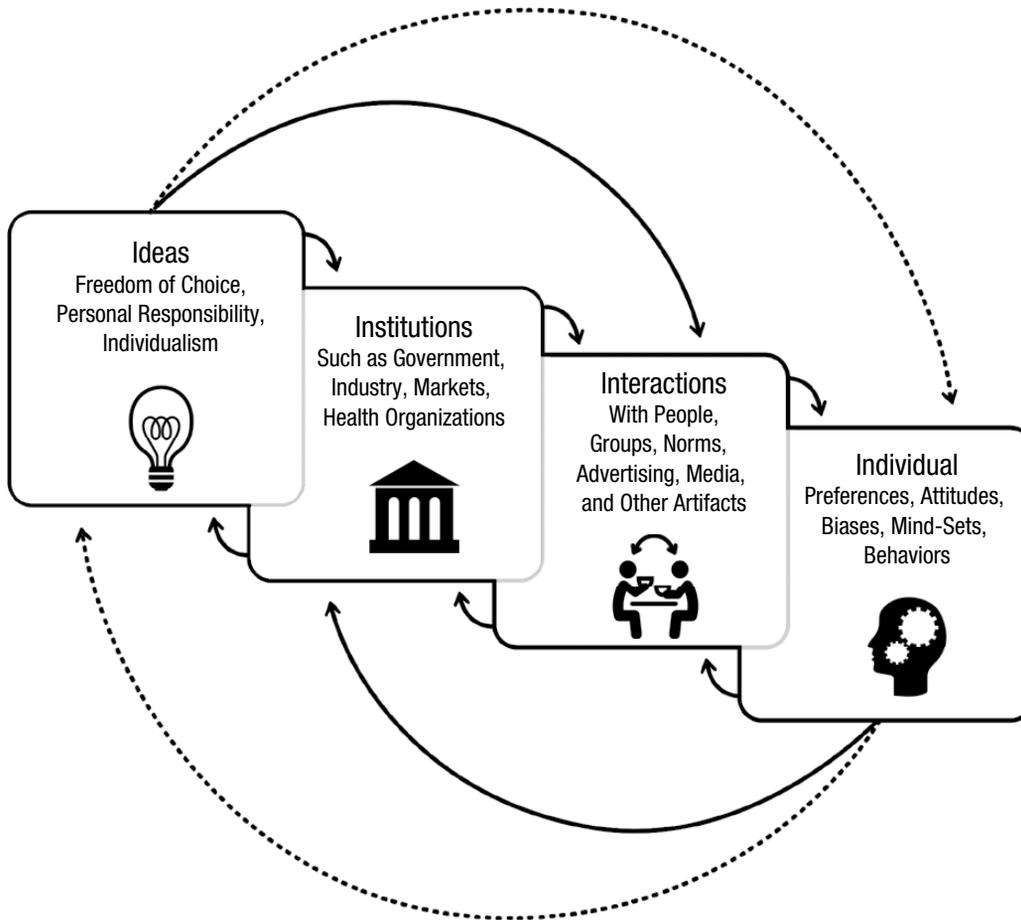 Ideas
Freedom of Choice,
Personal Responsibility,
Individualism
Institutions
Such as Government,
Industry, Markets,
Health Organizations
Interactions
With People,
Groups, Norms,
Advertising, Media,
and Other Artifacts
Individual
Preferences, Attitudes,
Biases, Mind-Sets,
Behaviors